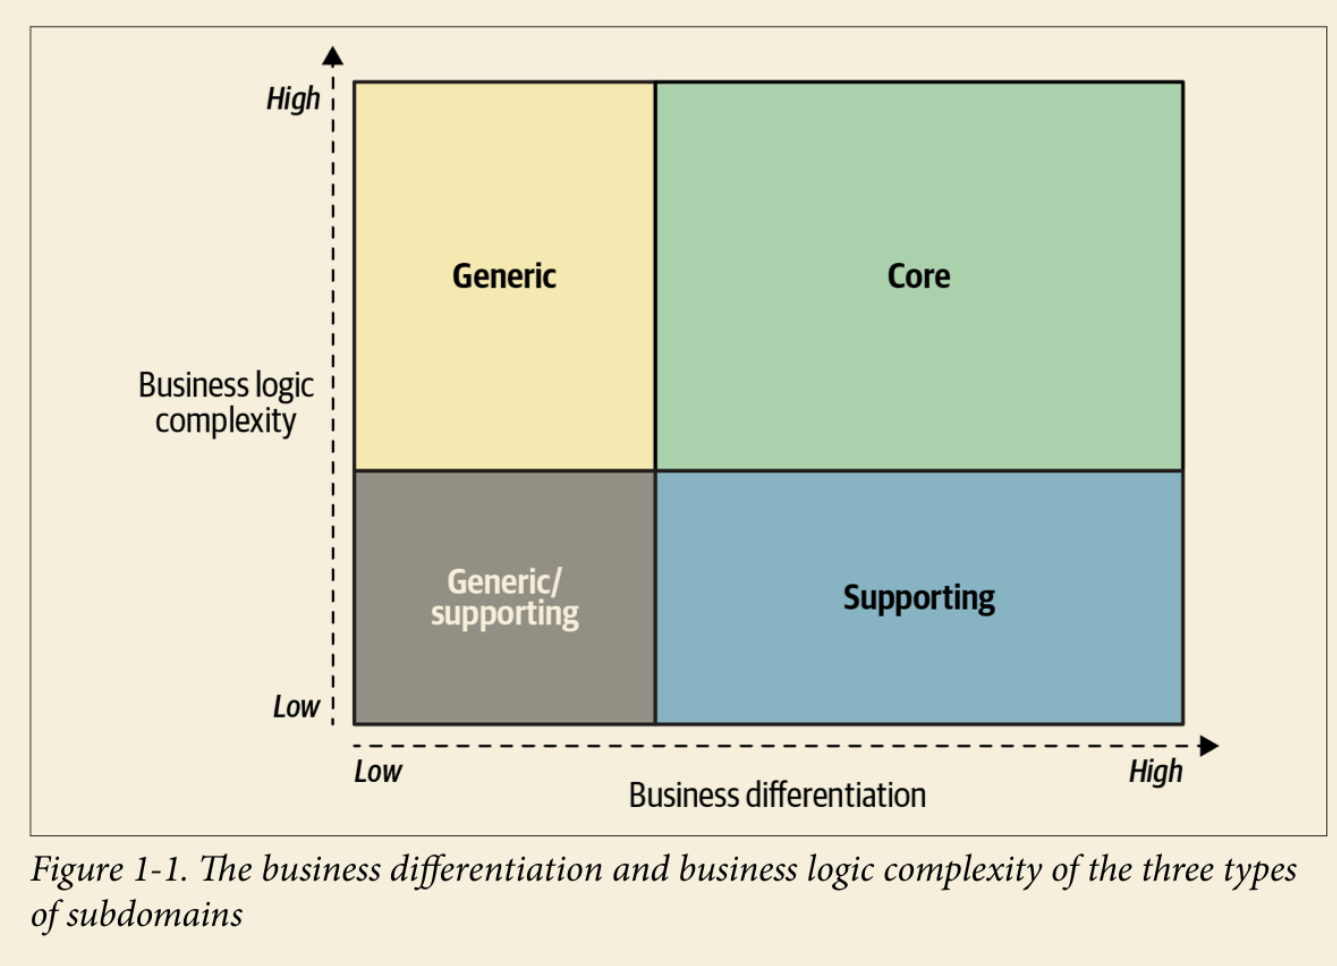 High
Generic
Core
Business logic
complexity
Generic/
supporting
Supporting
Low
Low
High
Business differentiation
Figure 1-1. The business differentiation and business logic complexity of the three types
of subdomains